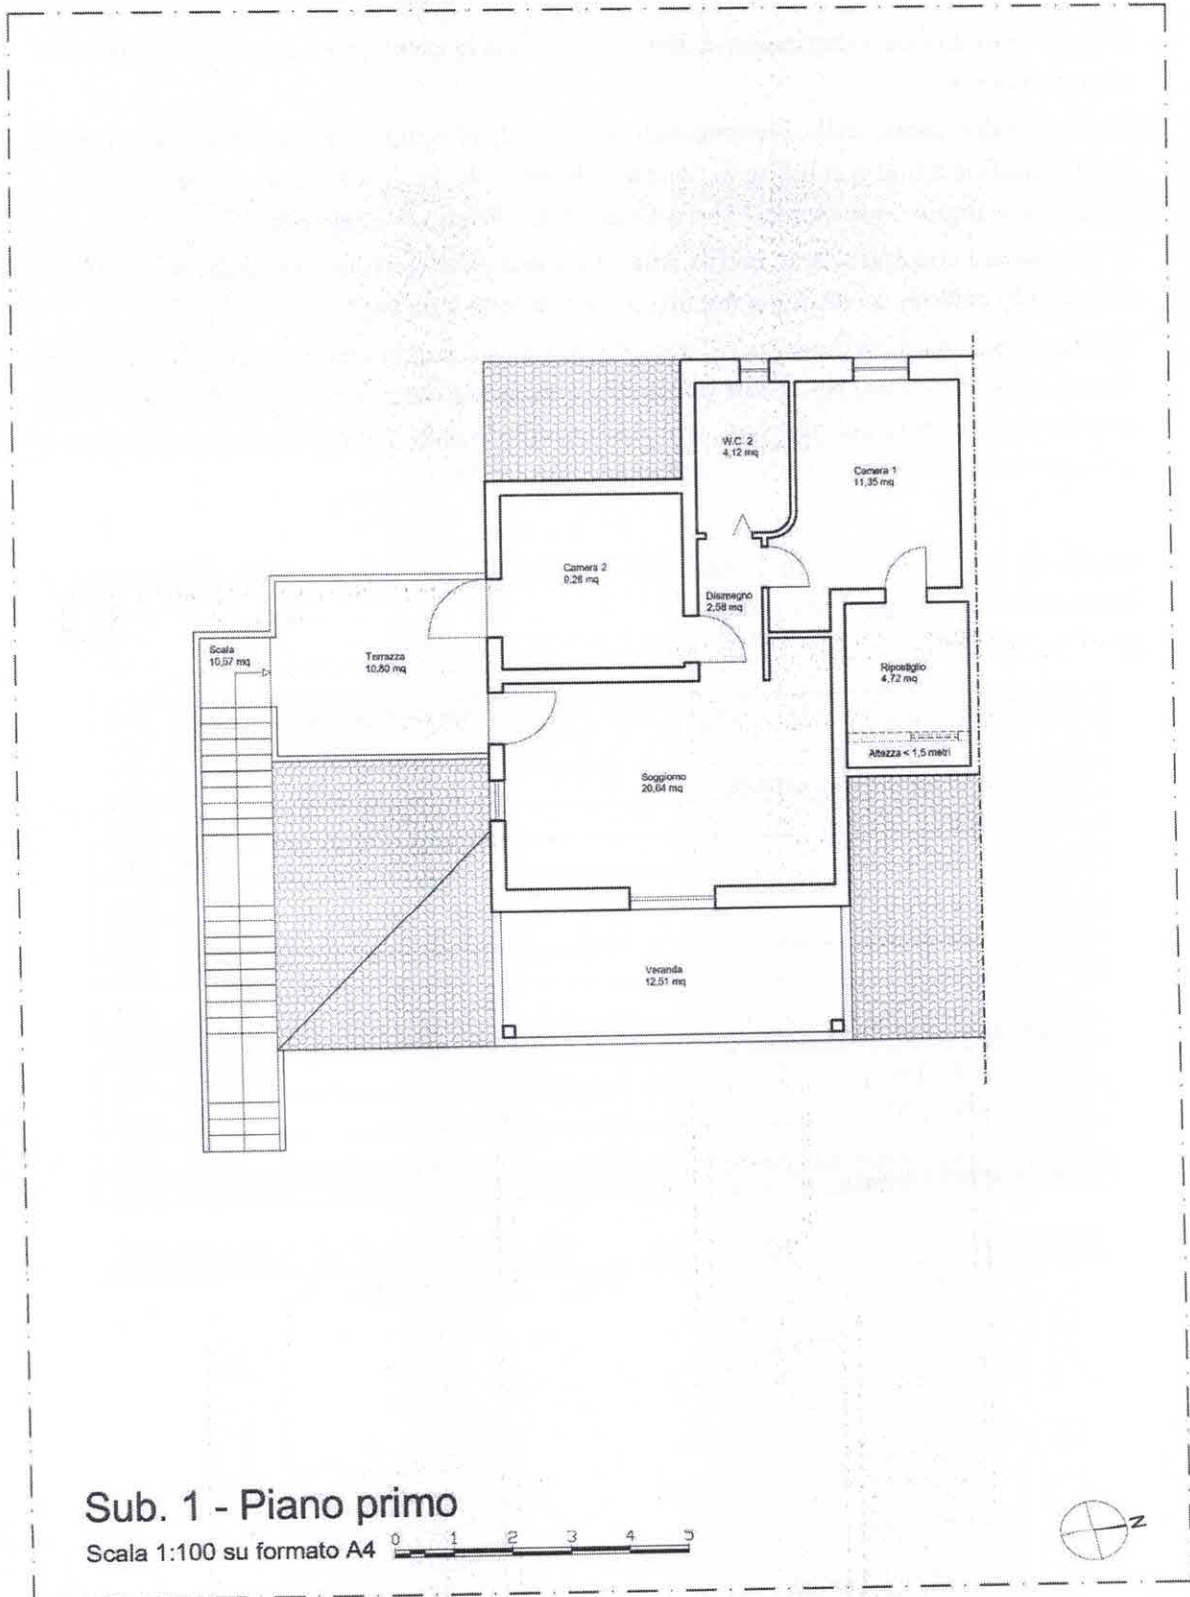 W.C. 2
4,12 mq
Camera 1
11,35 mq
Camera 2
9,28 mq
Disimegno
2,58 mq
Scala
10,57 mq
Terrazza
10,80 mq
Ripostiglio
4,72 mq
Altezza < 1,5 metri
Soggiorno
20,64 mq
Veranda
12,51 mq
Sub. 1 - Piano primo
Scala 1:100 su formato A4
0 1 2 3 4 5
N